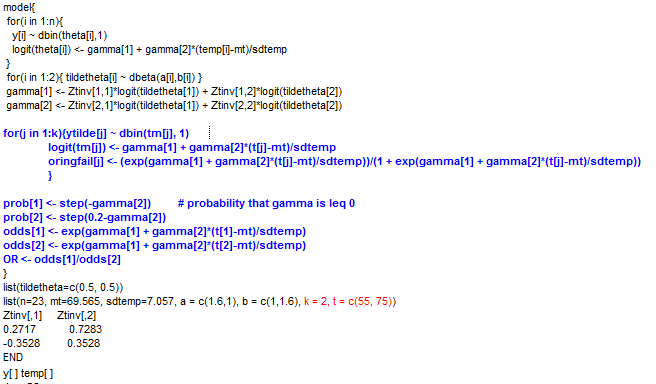 model{
for(i in 1:n){
y[i] ~ dbin(theta[i],1)
logit(theta[i]) <- gamma[1] + gamma[2]*(temp[i]-mt)/sdtemp
}
for(i in 1:2){ tildetheta[i] ~ dbeta(a[i],b[i]) }
gamma[1] <- Ztinv[1,1]*logit(tildetheta[1]) + Ztinv[1,2]*logit(tildetheta[2])
gamma[2] <- Ztinv[2,1]*logit(tildetheta[1]) + Ztinv[2,2]*logit(tildetheta[2])
for(j in 1:k){ytilde[j] ~ dbin(tm[j], 1)
logit(tm[j]) <- gamma[1] + gamma[2]*(t[j]-mt)/sdtemp
oringfail[j] <- (exp(gamma[1] + gamma[2]*(t[j]-mt)/sdtemp))/(1 + exp(gamma[1] + gamma[2]*(t[j]-mt)/sdtemp))
}
prob[1] <- step(-gamma[2]) # probability that gamma is leq 0
prob[2] <- step(0.2-gamma[2])
odds[1] <- exp(gamma[1] + gamma[2]*(t[1]-mt)/sdtemp)
odds[2] <- exp(gamma[1] + gamma[2]*(t[2]-mt)/sdtemp)
OR <- odds[1]/odds[2]
}
list(tildetheta=c(0.5, 0.5))
list(n=23, mt=69.565, sdtemp=7.057, a = c(1.6,1), b = c(1,1.6), k = 2, t = c(55, 75))
Ztinv[,1] Ztinv[,2]
0.2717 0.7283
-0.3528 0.3528
END
y[ ] temp[ ]